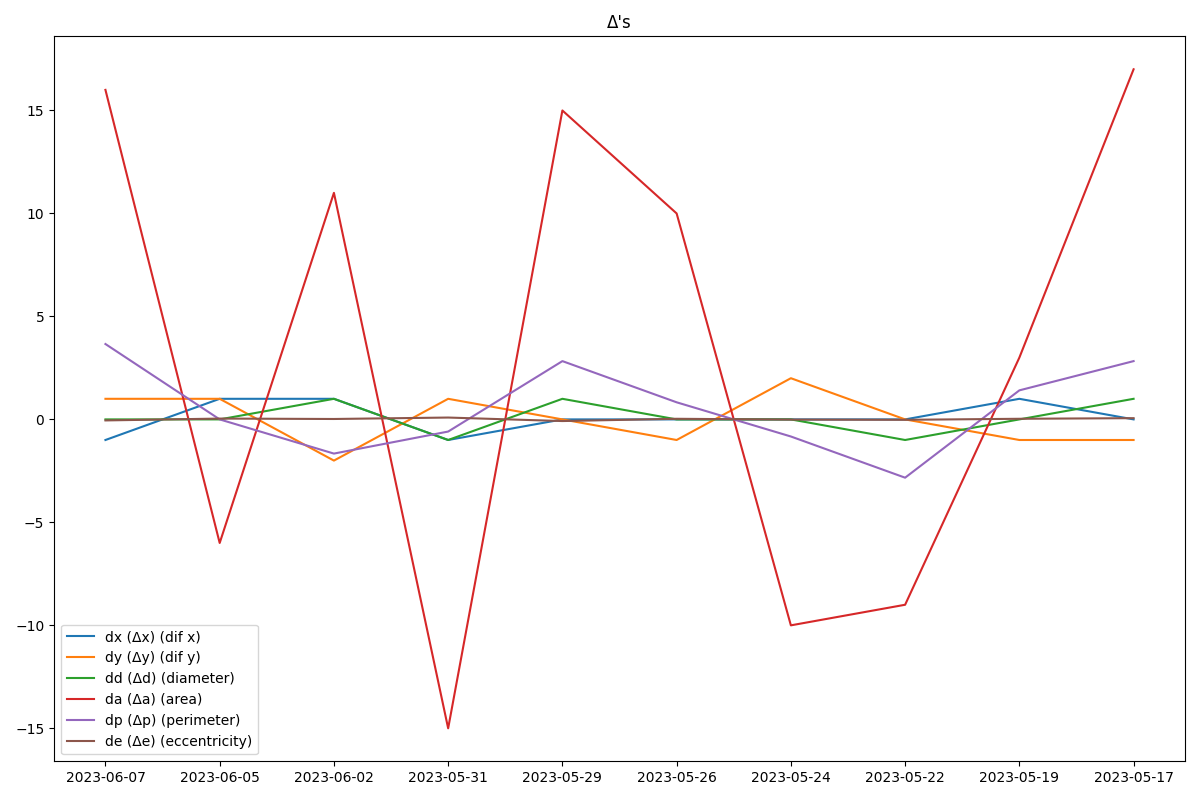 Δ's
15
10
5
0
−5
−10
−15
dx (Δx) (dif x)
dy (Δy) (dif y)
dd (Δd) (diameter)
da (Δa) (area)
dp (Δp) (perimeter)
de (Δe) (eccentricity)
2023-06-07 2023-06-05 2023-06-02 2023-05-31 2023-05-29 2023-05-26 2023-05-24 2023-05-22 2023-05-19 2023-05-17